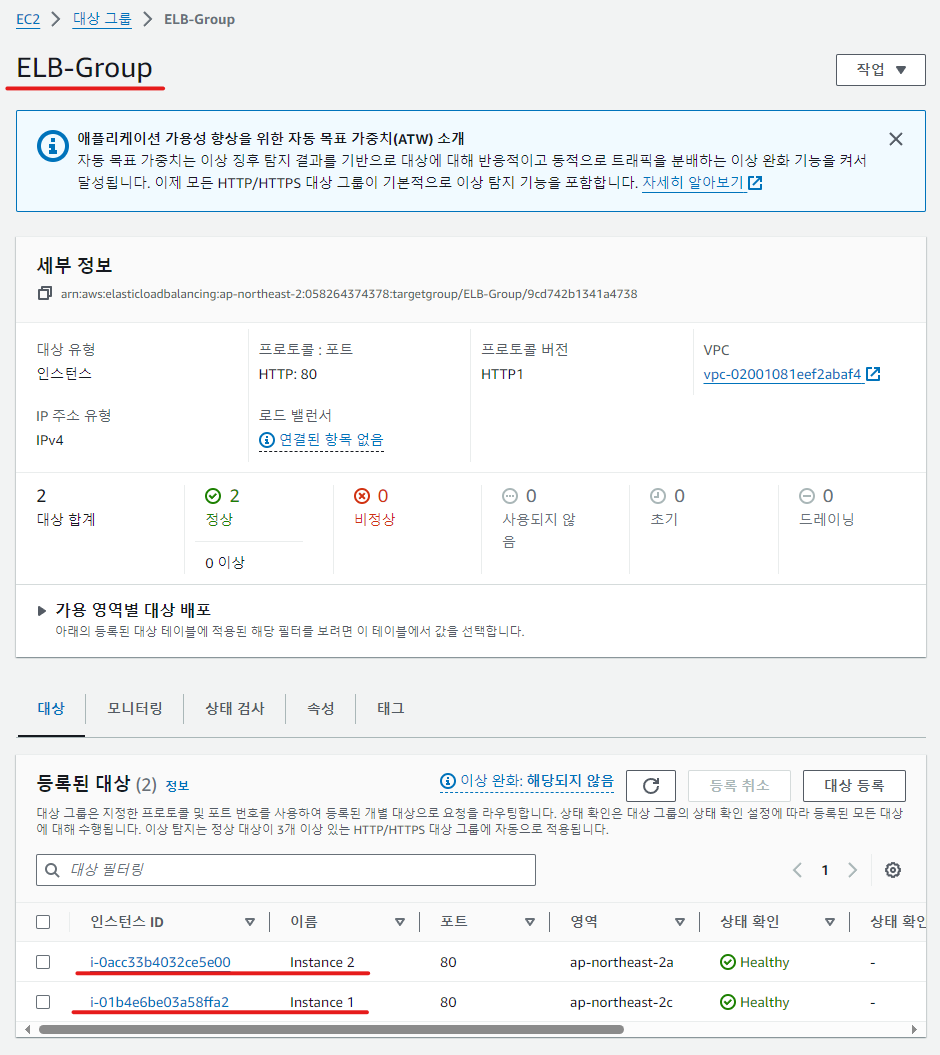 EC2 > 대상 그룹 > ELB-Group
ELB-Group
작업
애플리케이션 가용성 향상을 위한 자동 목표 가중치(ATW) 소개
자동 목표 가중치는 이상 징후 탐지 결과를 기반으로 대상에 대해 반응적이고 동적으로 트래픽을 분배하는 이상 완화 기능을 켜서
달성됩니다. 이제 모든 HTTP/HTTPS 대상 그룹이 기본적으로 이상 탐지 기능을 포함합니다. 자세히 알아보기
세부 정보
arn:aws:elasticloadbalancing:ap-northeast-2:058264374378:targetgroup/ELB-Group/9cd742b1341a4738
대상 유형
인스턴스
프로토콜 : 포트
HTTP: 80
프로토콜 버전
HTTP1
VPC
vpc-02001081eef2abaf4
IP 주소 유형
IPv4
로드 밸런서
연결된 항목 없음
2
대상 합계
2
정상
0 이상
0
비정상
0
사용되지 않
음
0
초기
0
드레이닝
가용 영역별 대상 배포
아래의 등록된 대상 테이블에 적용된 해당 필터를 보려면 이 테이블에서 값을 선택합니다.
대상 모니터링 상태 검사 속성 태그
등록된 대상 (2) 정보
이상 완화: 해당되지 않음
등록 취소
대상 등록
대상 그룹은 지정한 프로토콜 및 포트 번호를 사용하여 등록된 개별 대상으로 요청을 라우팅합니다. 상태 확인은 대상 그룹의 상태 확인 설정에 따라 등록된 모든 대상
에 대해 수행됩니다. 이상 탐지는 정상 대상이 3개 이상 있는 HTTP/HTTPS 대상 그룹에 자동으로 적용됩니다.
대상 필터링
1
인스턴스 ID 이름 포트 영역 상태 확인 상태 확인
i-0acc33b4032ce5e00 Instance 2 80 ap-northeast-2a Healthy -
i-01b4e6be03a58ffa2 Instance 1 80 ap-northeast-2c Healthy -